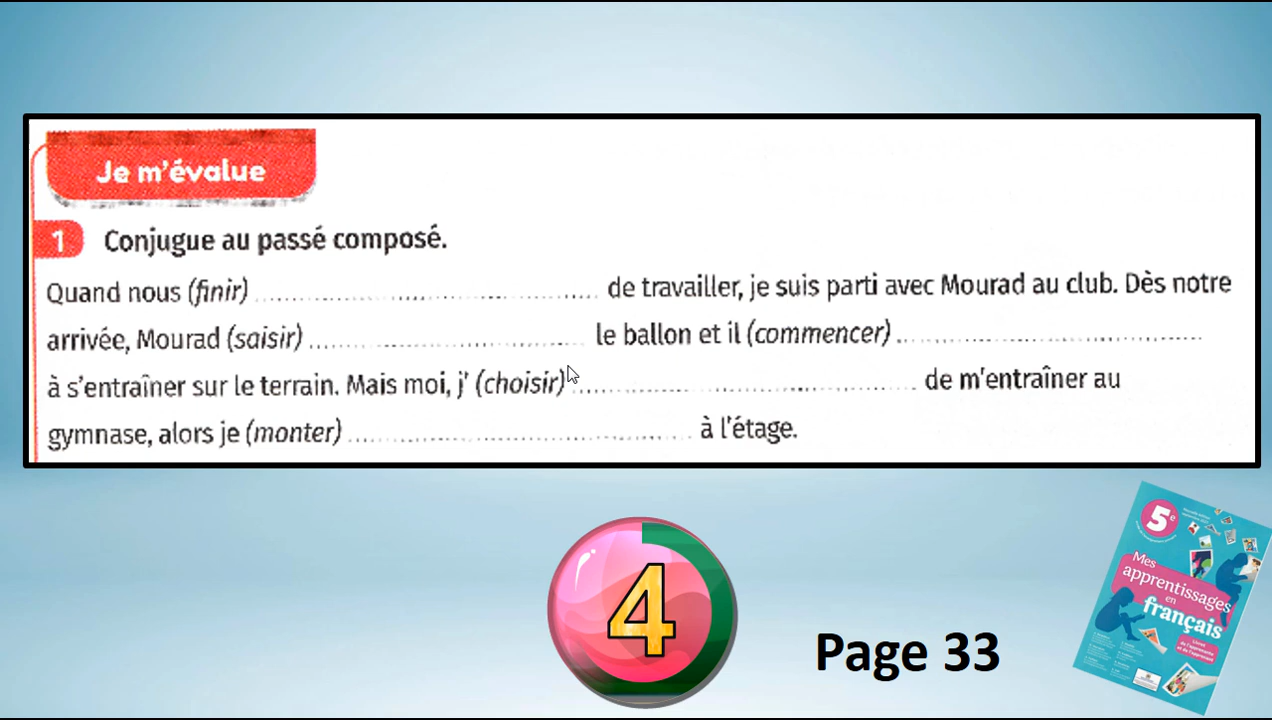 Je m'évalue
1 Conjugue au passé composé.
Quand nous (finir) .................................................. de travailler, je suis parti avec Mourad au club. Dès notre
arrivée, Mourad (saisir) ........................................ le ballon et il (commencer) .............................................
à s'entraîner sur le terrain. Mais moi, j' (choisir) .................................................. de m'entraîner au
gymnase, alors je (monter) .................................................. à l'étage.
4
Page 33
5e
Mes
apprentissages
en
français